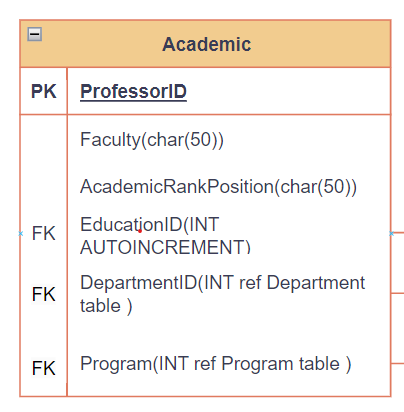 Academic
PK ProfessorID
Faculty(char(50))
AcademicRankPosition(char(50))
FK EducationID(INT
AUTOINCREMENT)
FK DepartmentID(INT ref Department
table )
FK Program(INT ref Program table )